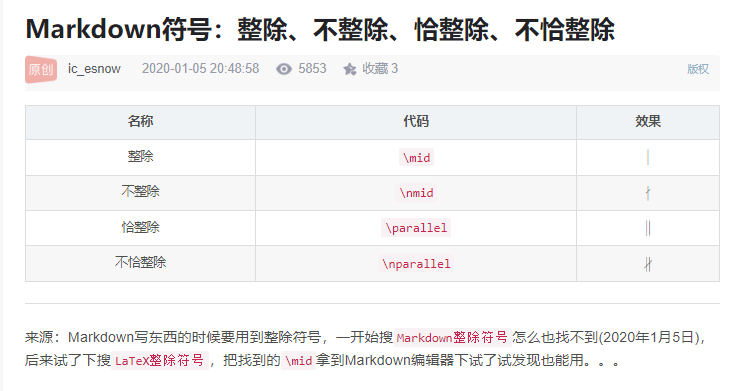 Markdown符号：整除、不整除、恰整除、不恰整除
原创 ic_esnow 2020-01-05 20:48:58 5853 收藏 3 版权
名称 代码 效果
整除 \mid ∣
不整除 \nmid ∤
恰整除 \parallel ∥
不恰整除 \nparallel ∦
来源：Markdown写东西的时候要用到整除符号，一开始搜 Markdown整除符号 怎么也找不到(2020年1月5日)，
后来试了下搜 LaTeX整除符号 ，把找到的 \mid 拿到Markdown编辑器下试了试发现也能用。。。